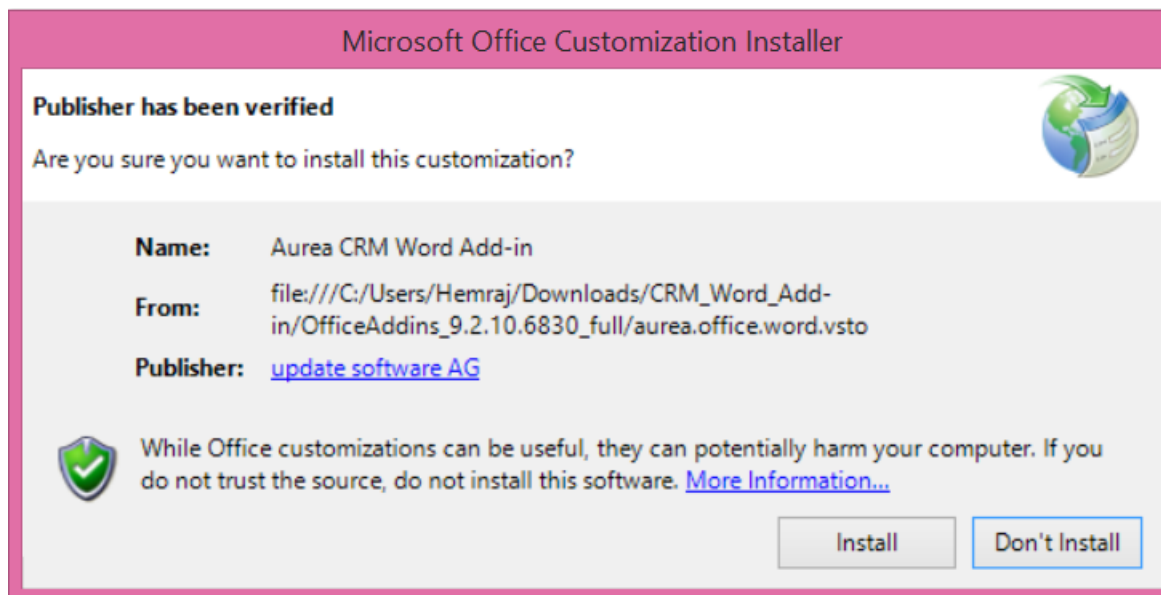 Microsoft Office Customization Installer
Publisher has been verified
Are you sure you want to install this customization?
Name: Aurea CRM Word Add-in
From: file:///C:/Users/Hemraj/Downloads/CRM_Word_Add-
in/OfficeAddins_9.2.10.6830_full/aurea.office.word.vsto
Publisher: update software AG
While Office customizations can be useful, they can potentially harm your computer. If you
do not trust the source, do not install this software. More Information...
Install Don't Install